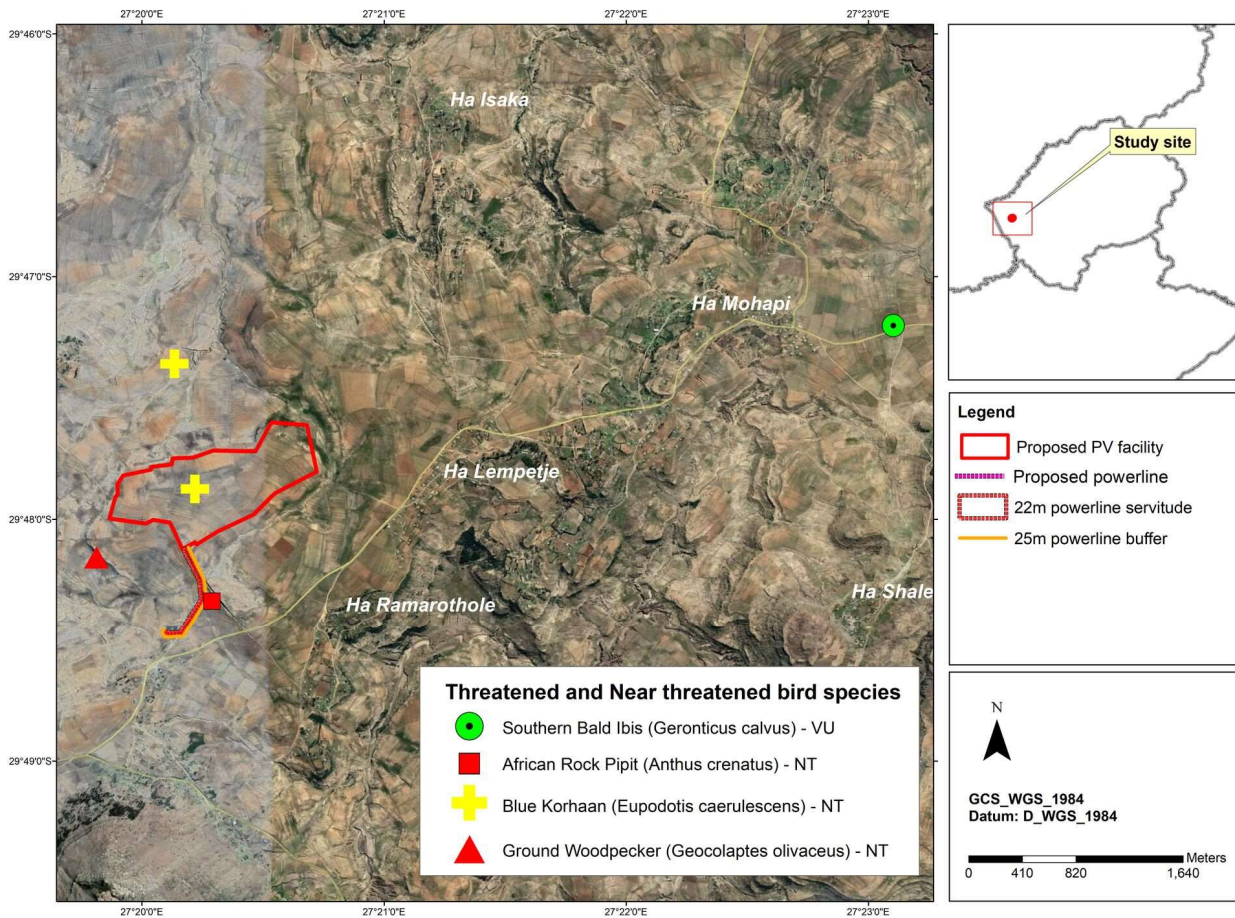 27°20'0"E 27°21'0"E 27°22'0"E 27°23'0"E
29°46'0"S
Ha Isaka
Study site
29°47'0"S
Ha Mohapi
Ha Lempetje
29°48'0"S
Ha Ramarothole
Ha Shale
29°49'0"S
27°20'0"E 27°21'0"E 27°22'0"E 27°23'0"E
Threatened and Near threatened bird species
Southern Bald Ibis (Geronticus calvus) - VU
African Rock Pipit (Anthus crenatus) - NT
Blue Korhaan (Eupodotis caerulescens) - NT
Ground Woodpecker (Geocolaptes olivaceus) - NT
Legend
Proposed PV facility
Proposed powerline
22m powerline servitude
25m powerline buffer
N
GCS_WGS_1984
Datum: D_WGS_1984
Meters
0 410 820 1,640